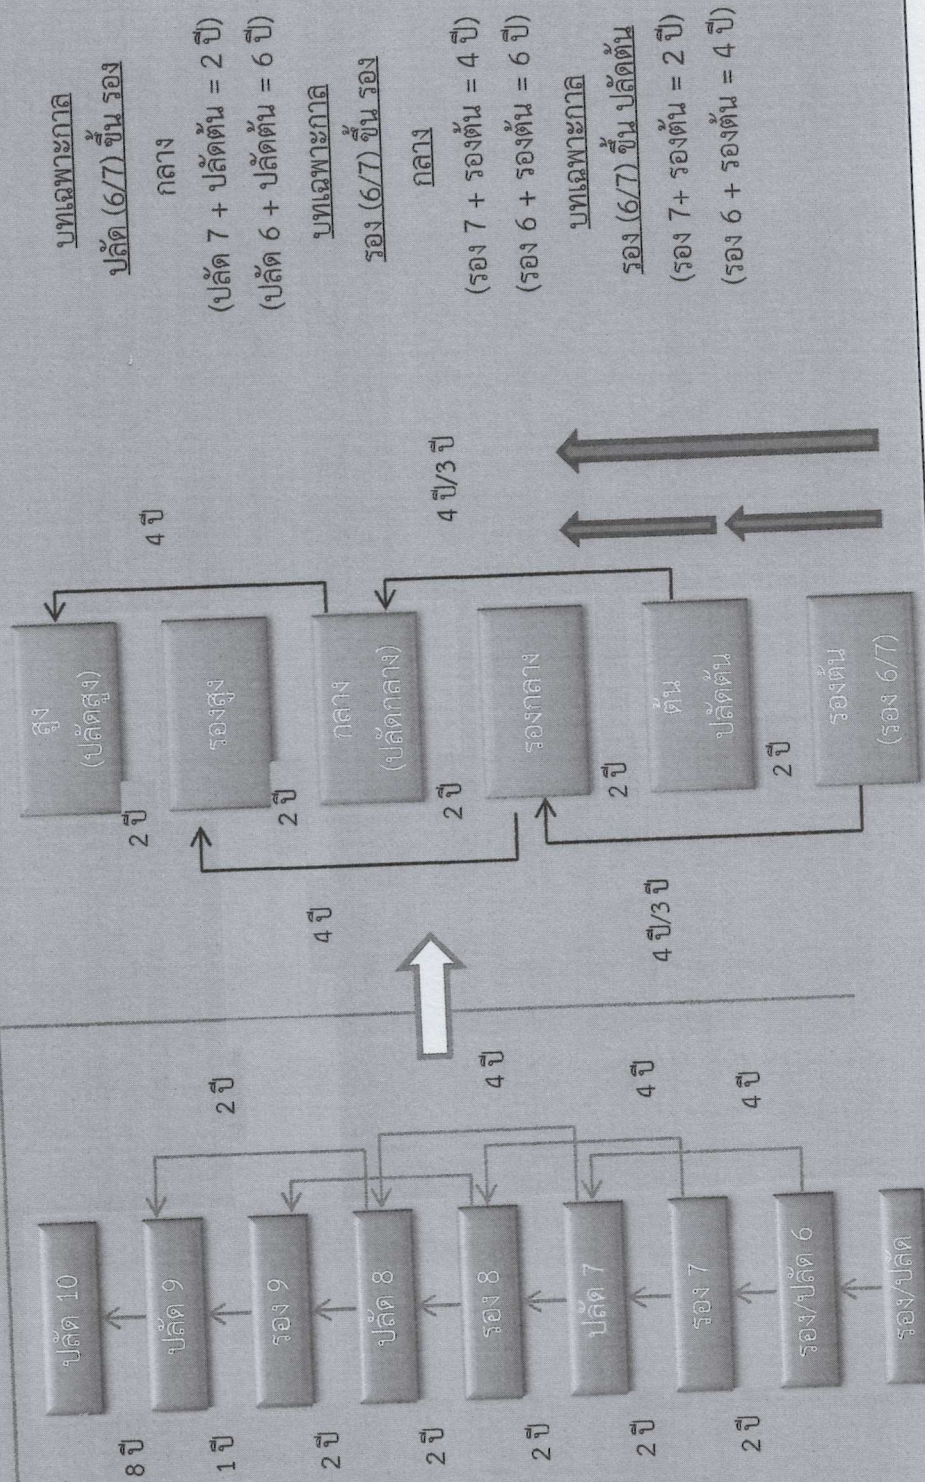 ปลัด 10
ปลัด 9
รอง 9
ปลัด 8
รอง 8
ปลัด 7
รอง 7
รอง/ปลัด 6
รอง/ปลัด
8 ปี
1 ปี
2 ปี
2 ปี
2 ปี
2 ปี
2 ปี
2 ปี
4 ปี
4 ปี
4 ปี
สูง
(ปลัดสูง)
รองสูง
กลาง
(ปลัดกลาง)
รองกลาง
ต้น
ปลัดต้น
รองต้น
(รอง 6/7)
2 ปี
2 ปี
2 ปี
2 ปี
2 ปี
4 ปี
4 ปี/3 ปี
4 ปี
4 ปี/3 ปี
บทเฉพาะกาล
ปลัด (6/7) ขึ้น รอง
กลาง
(ปลัด 7 + ปลัดต้น = 2 ปี)
(ปลัด 6 + ปลัดต้น = 6 ปี)
บทเฉพาะกาล
รอง (6/7) ขึ้น รอง
กลาง
(รอง 7 + รองต้น = 4 ปี)
(รอง 6 + รองต้น = 6 ปี)
บทเฉพาะกาล
รอง (6/7) ขึ้น ปลัดต้น
(รอง 7+ รองต้น = 2 ปี)
(รอง 6 + รองต้น = 4 ปี)